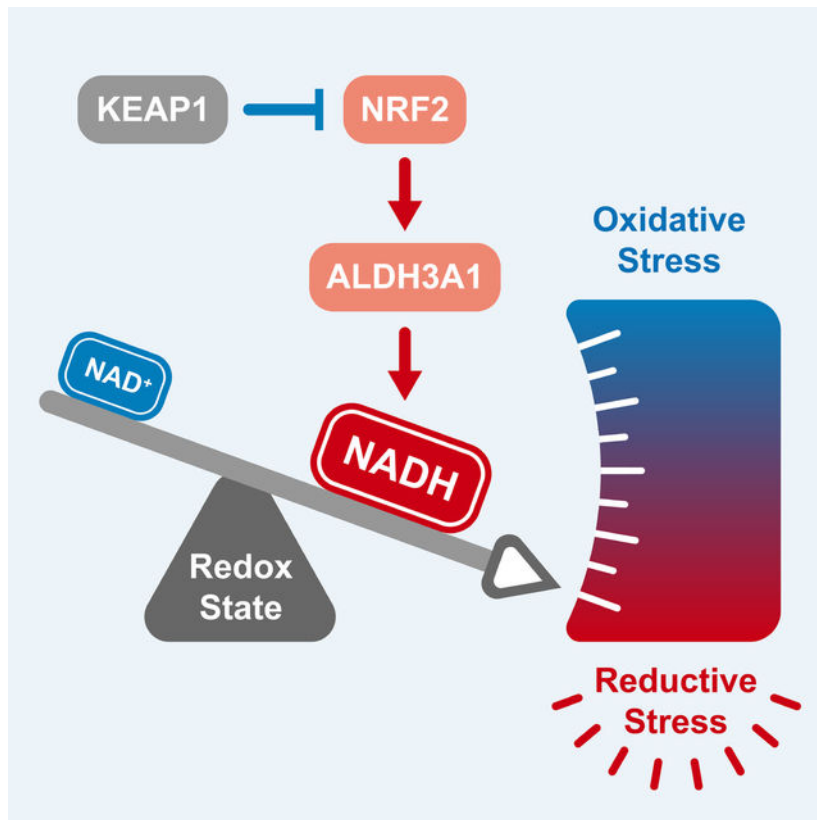 KEAP1
NRF2
ALDH3A1
NAD⁺
NADH
Redox
State
Oxidative
Stress
Reductive
Stress